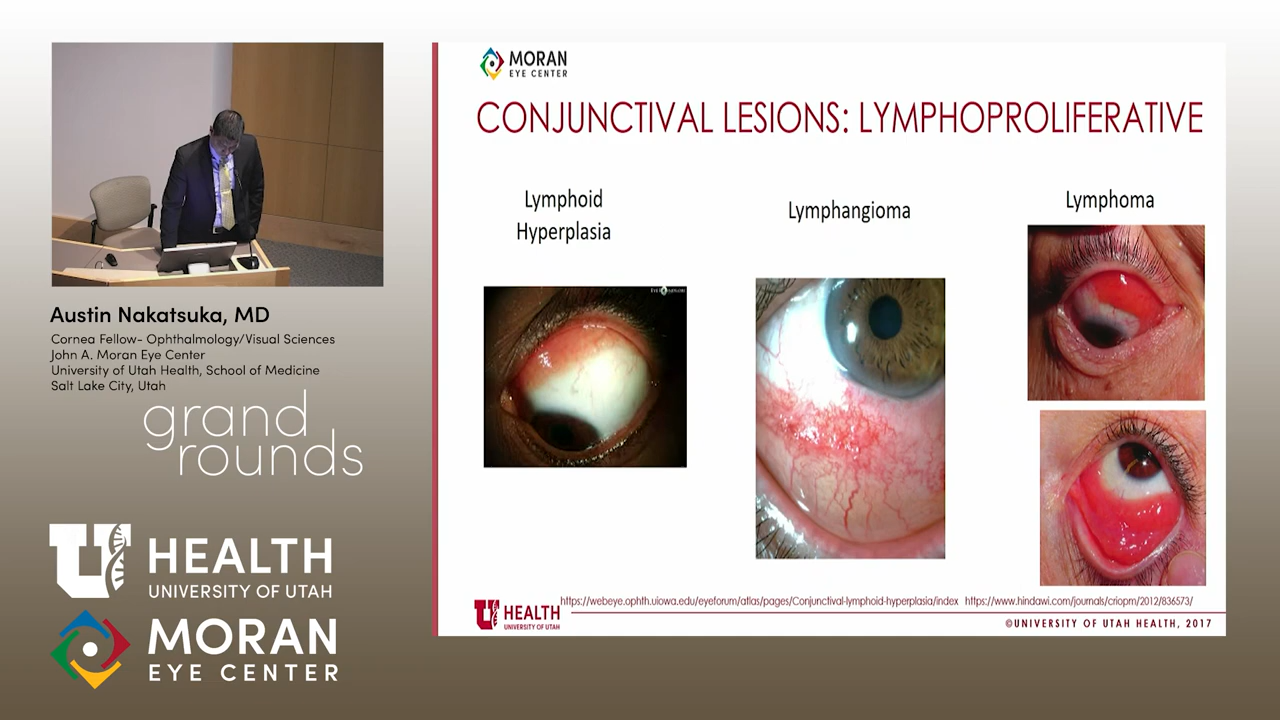 Austin Nakatsuka, MD
Cornea Fellow- Ophthalmology/Visual Sciences
John A. Moran Eye Center
University of Utah Health, School of Medicine
Salt Lake City, Utah
grand
rounds
U
HEALTH
UNIVERSITY OF UTAH
MORAN
EYE CENTER
MORAN
EYE CENTER
CONJUNCTIVAL LESIONS: LYMPHOPROLIFERATIVE
Lymphoid
Hyperplasia
Lymphangioma
Lymphoma
https://webeye.ophth.uiowa.edu/eyeforum/atlas/pages/Conjunctival-lymphoid-hyperplasia/index https://www.hindawi.com/journals/criopm/2012/836573/
U HEALTH
UNIVERSITY OF UTAH
©UNIVERSITY OF UTAH HEALTH, 2017